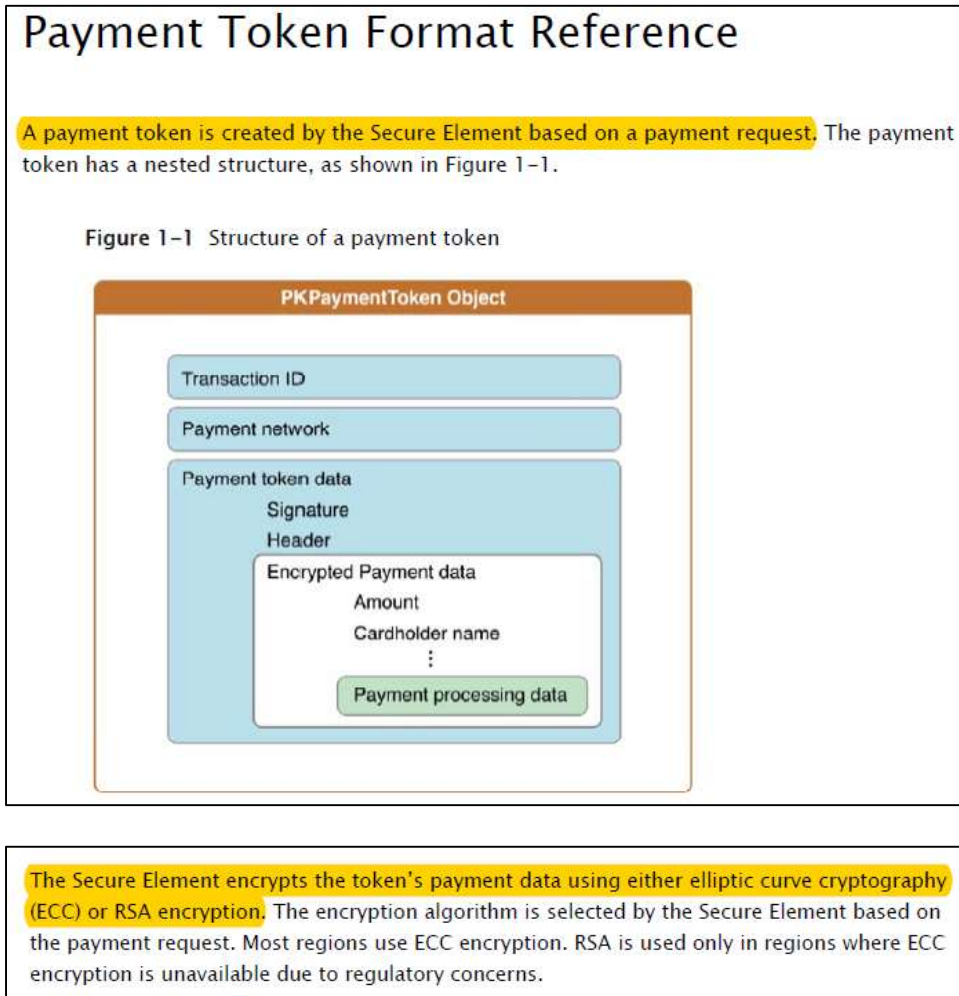 Payment Token Format Reference
A payment token is created by the Secure Element based on a payment request. The payment
token has a nested structure, as shown in Figure 1–1.
Figure 1–1 Structure of a payment token
PKPaymentToken Object
Transaction ID
Payment network
Payment token data
Signature
Header
Encrypted Payment data
Amount
Cardholder name
⋮
Payment processing data
The Secure Element encrypts the token’s payment data using either elliptic curve cryptography
(ECC) or RSA encryption. The encryption algorithm is selected by the Secure Element based on
the payment request. Most regions use ECC encryption. RSA is used only in regions where ECC
encryption is unavailable due to regulatory concerns.